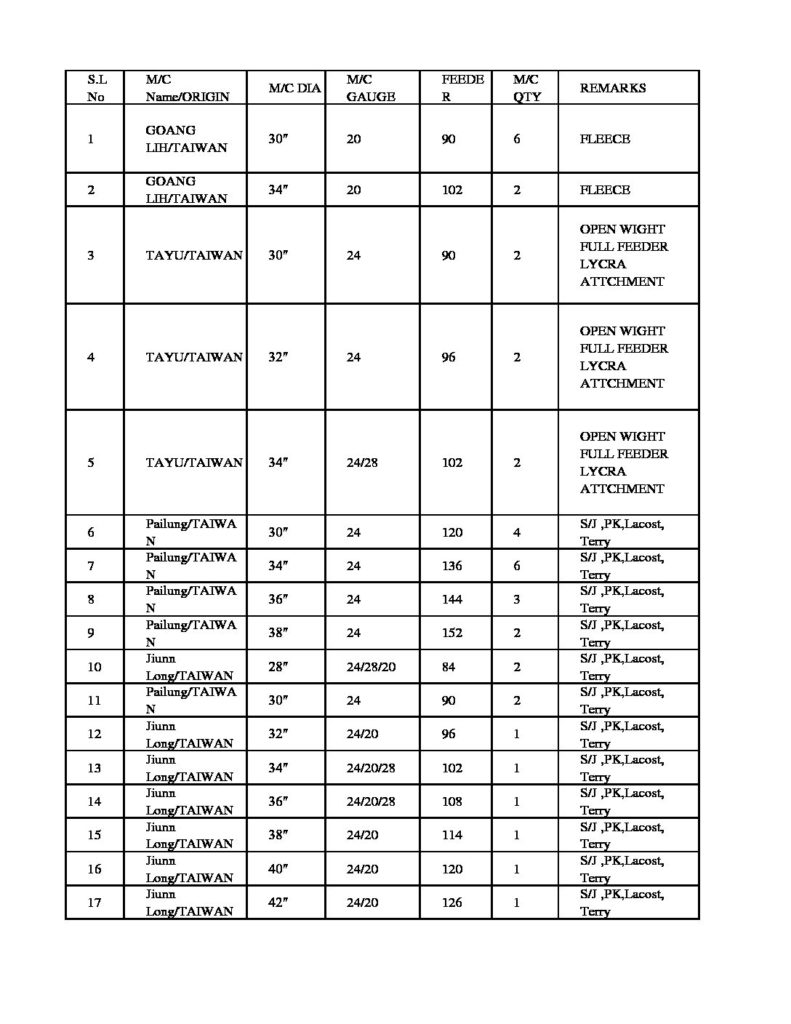 S.L No | M/C Name/ORIGIN | M/C DIA | M/C GAUGE | FEEDER | M/C QTY | REMARKS
1 | GOANG LIH/TAIWAN | 30" | 20 | 90 | 6 | FLEECE
2 | GOANG LIH/TAIWAN | 34" | 20 | 102 | 2 | FLEECE
3 | TAYU/TAIWAN | 30" | 24 | 90 | 2 | OPEN WIGHT FULL FEEDER LYCRA ATTCHMENT
4 | TAYU/TAIWAN | 32" | 24 | 96 | 2 | OPEN WIGHT FULL FEEDER LYCRA ATTCHMENT
5 | TAYU/TAIWAN | 34" | 24/28 | 102 | 2 | OPEN WIGHT FULL FEEDER LYCRA ATTCHMENT
6 | Pailung/TAIWAN | 30" | 24 | 120 | 4 | S/J ,PK,Lacost, Terry
7 | Pailung/TAIWAN | 34" | 24 | 136 | 6 | S/J ,PK,Lacost, Terry
8 | Pailung/TAIWAN | 36" | 24 | 144 | 3 | S/J ,PK,Lacost, Terry
9 | Pailung/TAIWAN | 38" | 24 | 152 | 2 | S/J ,PK,Lacost, Terry
10 | Jiunn Long/TAIWAN | 28" | 24/28/20 | 84 | 2 | S/J ,PK,Lacost, Terry
11 | Pailung/TAIWAN | 30" | 24 | 90 | 2 | S/J ,PK,Lacost, Terry
12 | Jiunn Long/TAIWAN | 32" | 24/20 | 96 | 1 | S/J ,PK,Lacost, Terry
13 | Jiunn Long/TAIWAN | 34" | 24/20/28 | 102 | 1 | S/J ,PK,Lacost, Terry
14 | Jiunn Long/TAIWAN | 36" | 24/20/28 | 108 | 1 | S/J ,PK,Lacost, Terry
15 | Jiunn Long/TAIWAN | 38" | 24/20 | 114 | 1 | S/J ,PK,Lacost, Terry
16 | Jiunn Long/TAIWAN | 40" | 24/20 | 120 | 1 | S/J ,PK,Lacost, Terry
17 | Jiunn Long/TAIWAN | 42" | 24/20 | 126 | 1 | S/J ,PK,Lacost, Terry